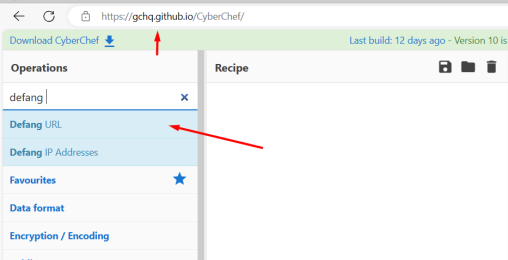 https://gchq.github.io/CyberChef/
Download CyberChef
Last build: 12 days ago - Version 10 is
Operations
Recipe
defang
Defang URL
Defang IP Addresses
Favourites
Data format
Encryption / Encoding